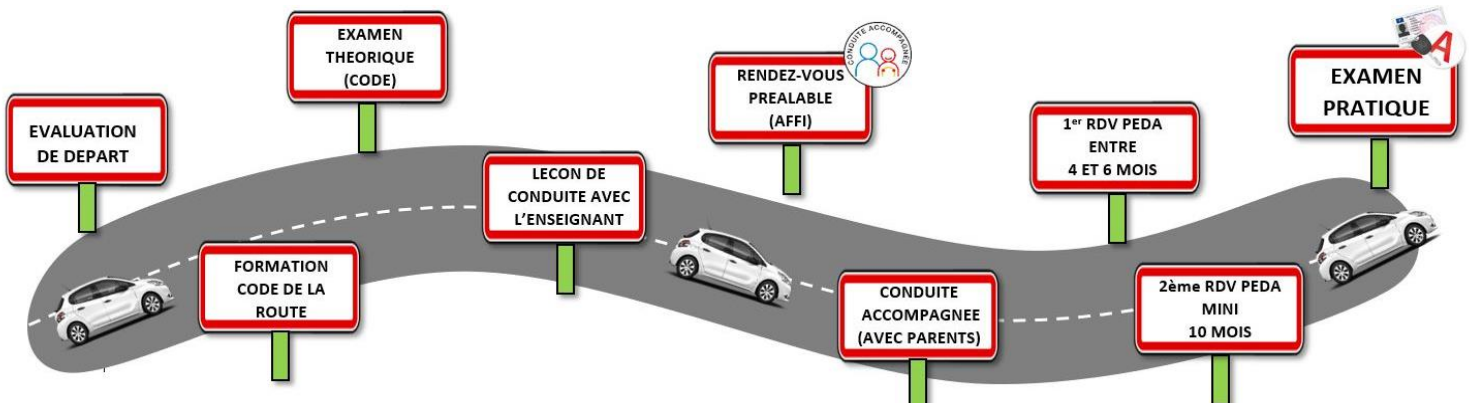 EVALUATION
DE DEPART
FORMATION
CODE DE LA
ROUTE
EXAMEN
THEORIQUE
(CODE)
LECON DE
CONDUITE AVEC
L'ENSEIGNANT
RENDEZ-VOUS
PREALABLE
(AFFI)
CONDUITE ACCOMPAGNÉE
CONDUITE
ACCOMPAGNEE
(AVEC PARENTS)
1er RDV PEDA
ENTRE
4 ET 6 MOIS
2ème RDV PEDA
MINI
10 MOIS
EXAMEN
PRATIQUE
A